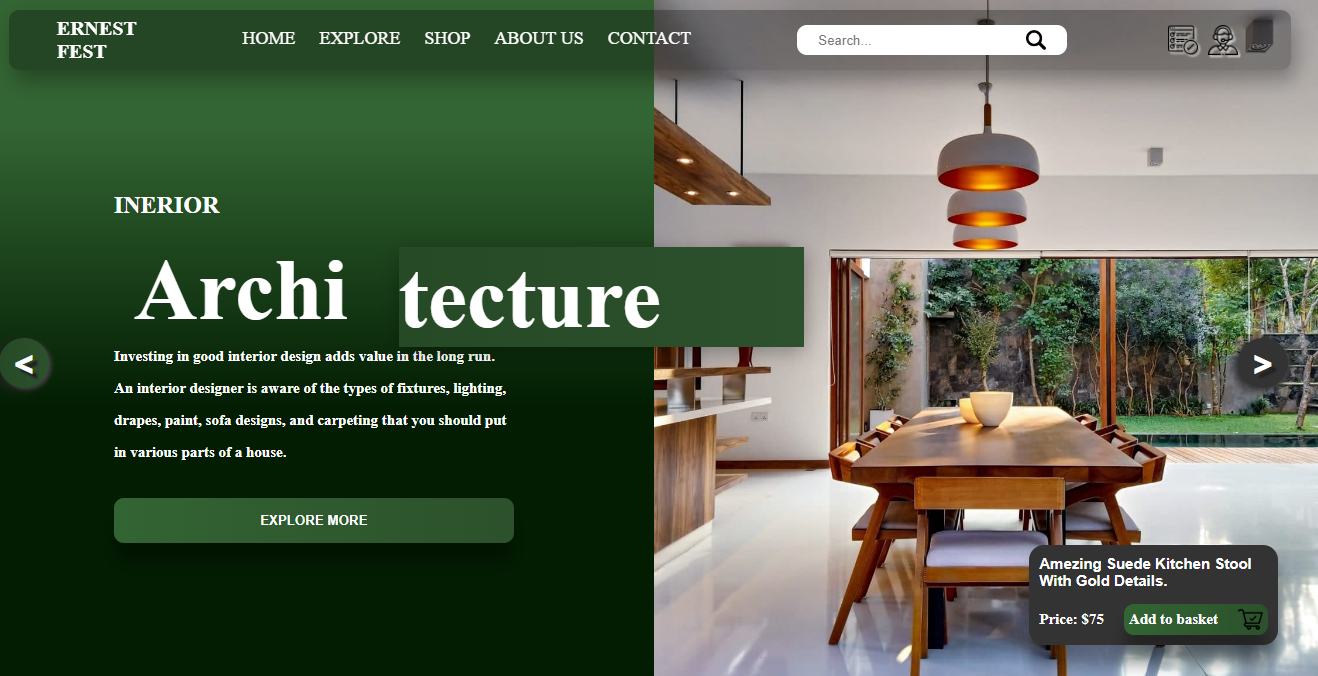 ERNEST
FEST
HOME EXPLORE SHOP ABOUT US CONTACT
Search...
INERIOR
Archi tecture
Investing in good interior design adds value in the long run.
An interior designer is aware of the types of fixtures, lighting,
drapes, paint, sofa designs, and carpeting that you should put
in various parts of a house.
EXPLORE MORE
<
>
Amezing Suede Kitchen Stool
With Gold Details.
Price: $75 Add to basket